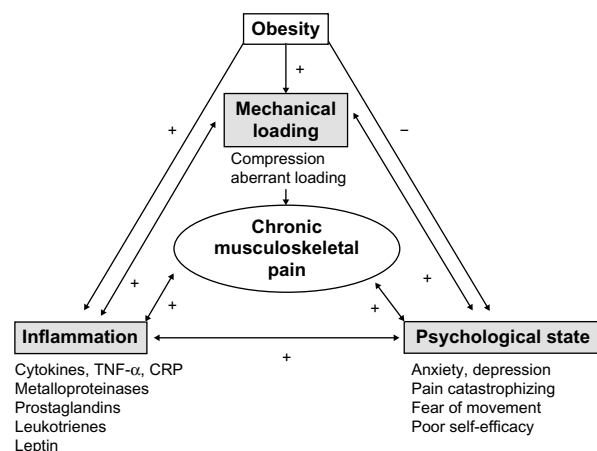 Obesity
+
Mechanical
loading
+
−
Compression
aberrant loading
Chronic
musculoskeletal
pain
+
+
+
+
Inflammation
Psychological state
+
Cytokines, TNF-α, CRP
Metalloproteinases
Prostaglandins
Leukotrienes
Leptin
Anxiety, depression
Pain catastrophizing
Fear of movement
Poor self-efficacy